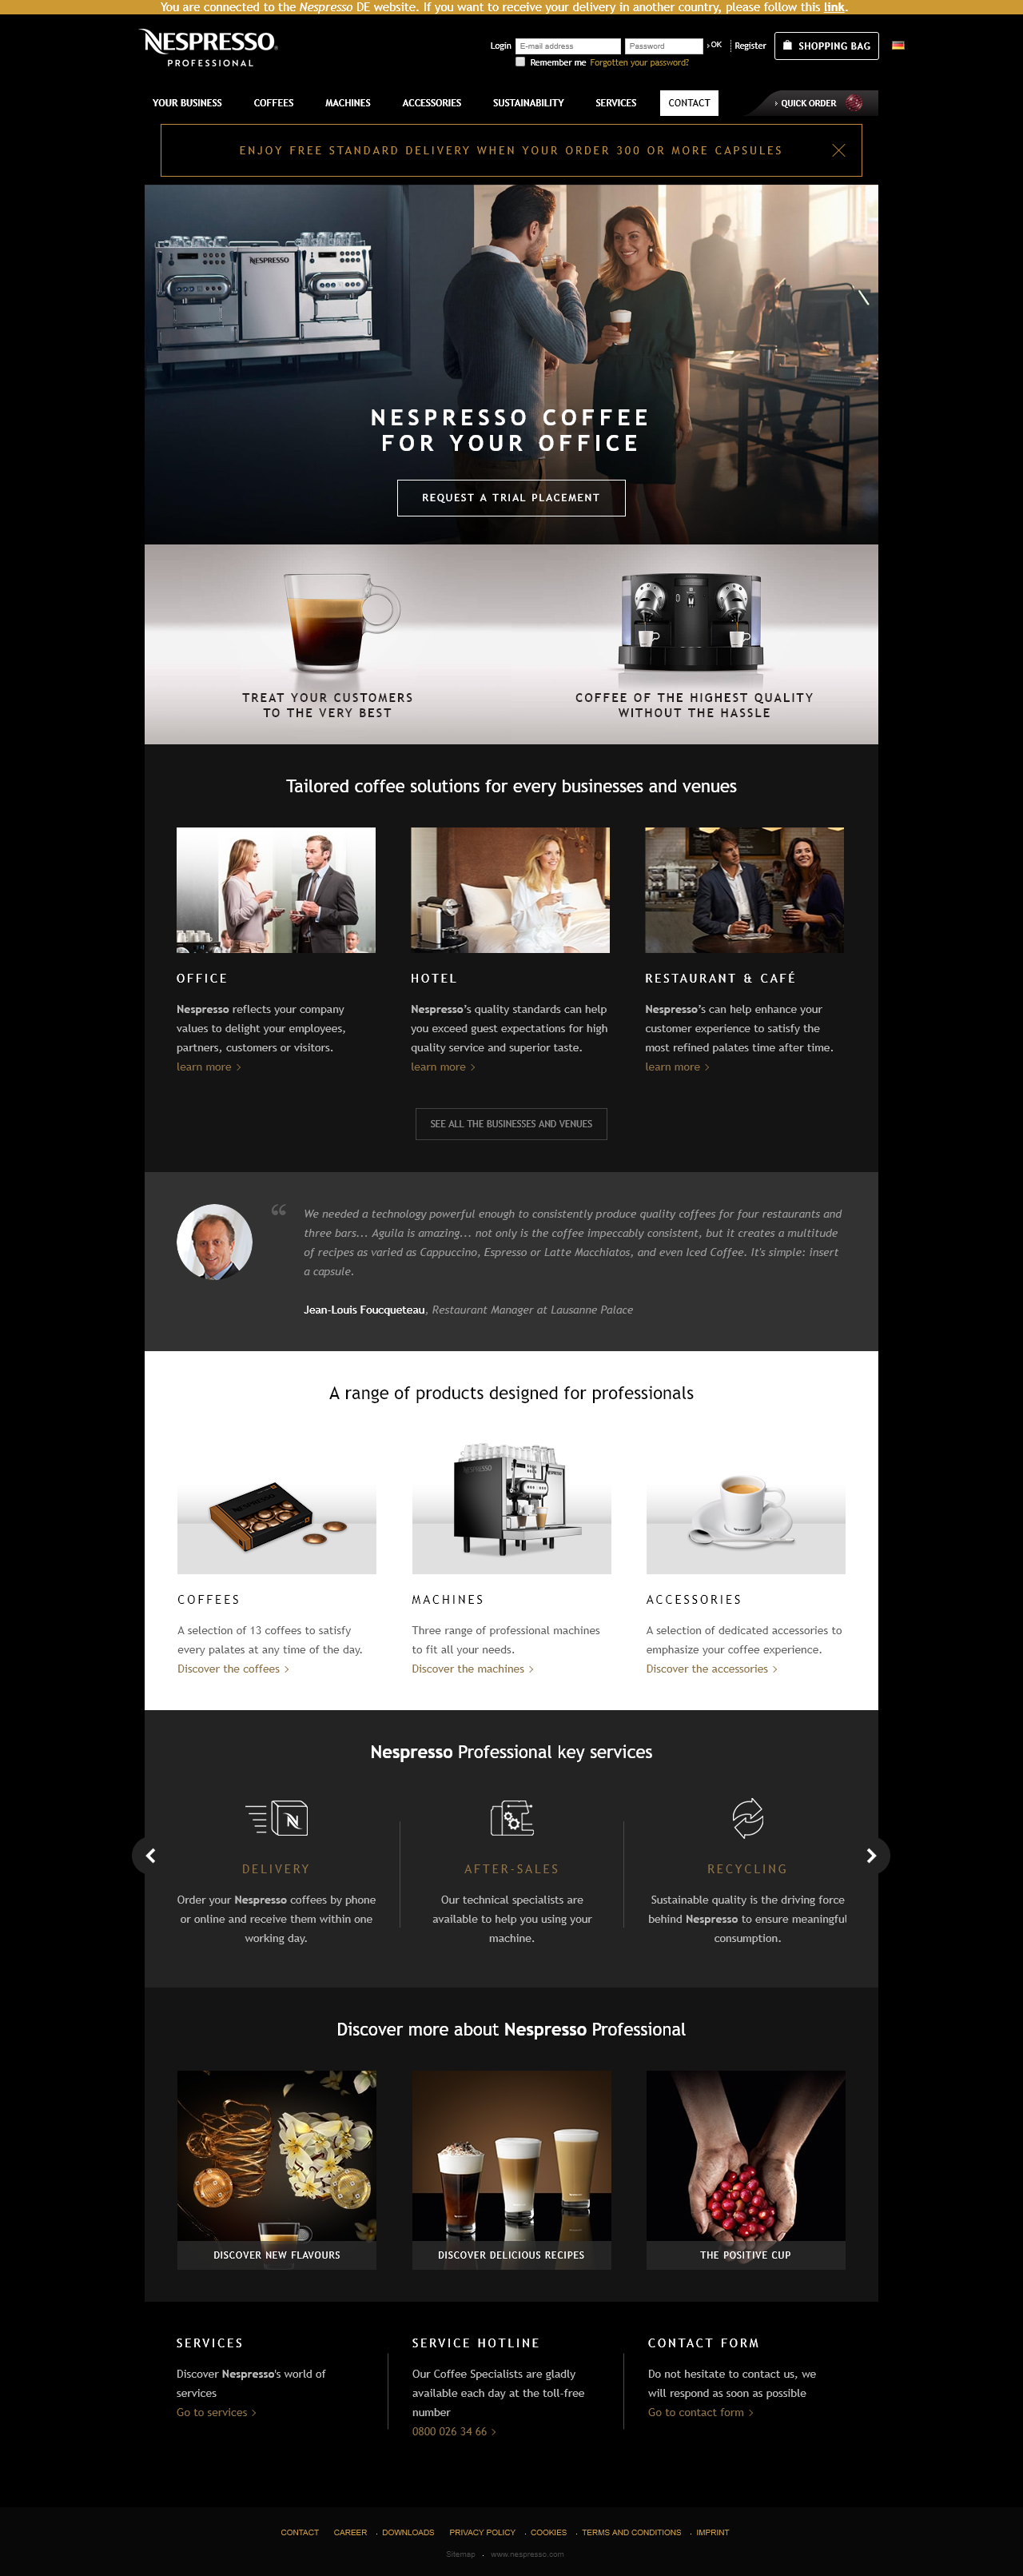 You are connected to the Nespresso DE website. If you want to receive your delivery in another country, please follow this link.
NESPRESSO
PROFESSIONAL
Login E-mail address Password OK Register SHOPPING BAG
Remember me Forgotten your password?
YOUR BUSINESS COFFEES MACHINES ACCESSORIES SUSTAINABILITY SERVICES CONTACT QUICK ORDER
ENJOY FREE STANDARD DELIVERY WHEN YOUR ORDER 300 OR MORE CAPSULES
NESPRESSO
NESPRESSO COFFEE
FOR YOUR OFFICE
REQUEST A TRIAL PLACEMENT
TREAT YOUR CUSTOMERS
TO THE VERY BEST
COFFEE OF THE HIGHEST QUALITY
WITHOUT THE HASSLE
Tailored coffee solutions for every businesses and venues
OFFICE
Nespresso reflects your company
values to delight your employees,
partners, customers or visitors.
learn more
HOTEL
Nespresso's quality standards can help
you exceed guest expectations for high
quality service and superior taste.
learn more
RESTAURANT & CAFÉ
Nespresso's can help enhance your
customer experience to satisfy the
most refined palates time after time.
learn more
SEE ALL THE BUSINESSES AND VENUES
“ We needed a technology powerful enough to consistently produce quality coffees for four restaurants and
three bars... Aguila is amazing... not only is the coffee impeccably consistent, but it creates a multitude
of recipes as varied as Cappuccino, Espresso or Latte Macchiatos, and even Iced Coffee. It's simple: insert
a capsule.
Jean-Louis Foucqueteau, Restaurant Manager at Lausanne Palace
A range of products designed for professionals
NESPRESSO
NESPRESSO
COFFEES
A selection of 13 coffees to satisfy
every palates at any time of the day.
Discover the coffees
MACHINES
Three range of professional machines
to fit all your needs.
Discover the machines
ACCESSORIES
A selection of dedicated accessories to
emphasize your coffee experience.
Discover the accessories
Nespresso Professional key services
DELIVERY
Order your Nespresso coffees by phone
or online and receive them within one
working day.
AFTER-SALES
Our technical specialists are
available to help you using your
machine.
RECYCLING
Sustainable quality is the driving force
behind Nespresso to ensure meaningful
consumption.
Discover more about Nespresso Professional
DISCOVER NEW FLAVOURS
DISCOVER DELICIOUS RECIPES
THE POSITIVE CUP
SERVICES
Discover Nespresso's world of
services
Go to services
SERVICE HOTLINE
Our Coffee Specialists are gladly
available each day at the toll-free
number
0800 026 34 66
CONTACT FORM
Do not hesitate to contact us, we
will respond as soon as possible
Go to contact form
CONTACT CAREER . DOWNLOADS PRIVACY POLICY . COOKIES . TERMS AND CONDITIONS . IMPRINT
Sitemap . www.nespresso.com